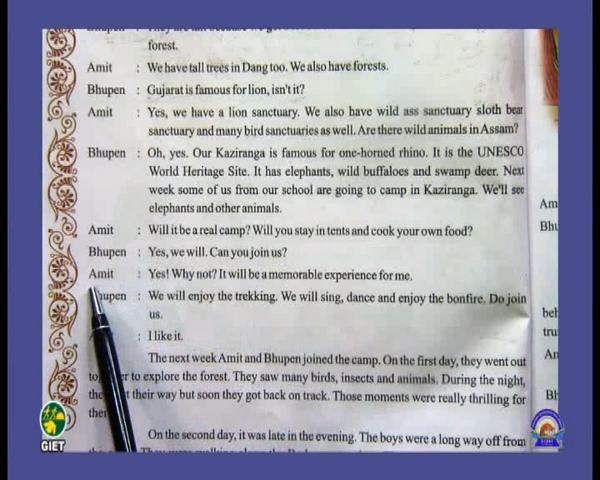 forest.
Amit : We have tall trees in Dang too. We also have forests.
Bhupen : Gujarat is famous for lion, isn't it?
Amit : Yes, we have a lion sanctuary. We also have wild ass sanctuary sloth bear
sanctuary and many bird sanctuaries as well. Are there wild animals in Assam?
Bhupen : Oh, yes. Our Kaziranga is famous for one-horned rhino. It is the UNESCO
World Heritage Site. It has elephants, wild buffaloes and swamp deer. Next
week some of us from our school are going to camp in Kaziranga. We'll see
elephants and other animals.
Amit : Will it be a real camp? Will you stay in tents and cook your own food?
Bhupen : Yes, we will. Can you join us?
Amit : Yes! Why not? It will be a memorable experience for me.
hupen : We will enjoy the trekking. We will sing, dance and enjoy the bonfire. Do join
us.
: I like it.
The next week Amit and Bhupen joined the camp. On the first day, they went out
to er to explore the forest. They saw many birds, insects and animals. During the night,
the t their way but soon they got back on track. Those moments were really thrilling for
ther
On the second day, it was late in the evening. The boys were a long way off from
Am
Bhu
beh
tru
An
Bh
GIET